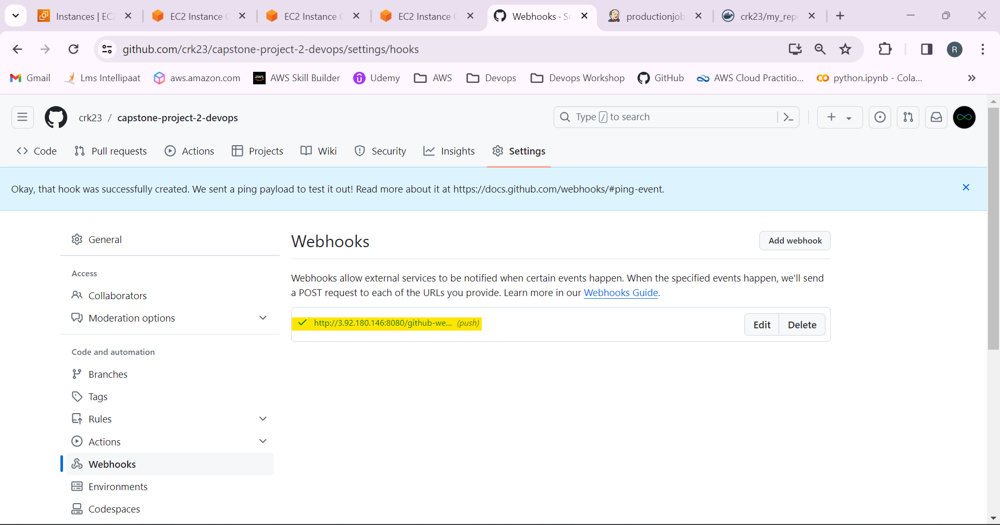 Instances | EC
EC2 Instance C
EC2 Instance C
EC2 Instance C
Webhooks · Se
productionjob
crk23/my_repo
github.com/crk23/capstone-project-2-devops/settings/hooks
R
Gmail
Lms Intellipaat
aws.amazon.com
aws
AWS Skill Builder
Udemy
AWS
Devops
Devops Workshop
GitHub
AWS Cloud Practitio...
python.ipynb - Cola...
crk23 / capstone-project-2-devops
Type / to search
Code
Pull requests
Actions
Projects
Wiki
Security
Insights
Settings
Okay, that hook was successfully created. We sent a ping payload to test it out! Read more about it at https://docs.github.com/webhooks/#ping-event.
General
Access
Collaborators
Moderation options
Code and automation
Branches
Tags
Rules
Actions
Webhooks
Environments
Codespaces
Webhooks
Add webhook
Webhooks allow external services to be notified when certain events happen. When the specified events happen, we'll send
a POST request to each of the URLs you provide. Learn more in our Webhooks Guide.
http://3.92.180.146:8080/github-we... (push)
Edit
Delete